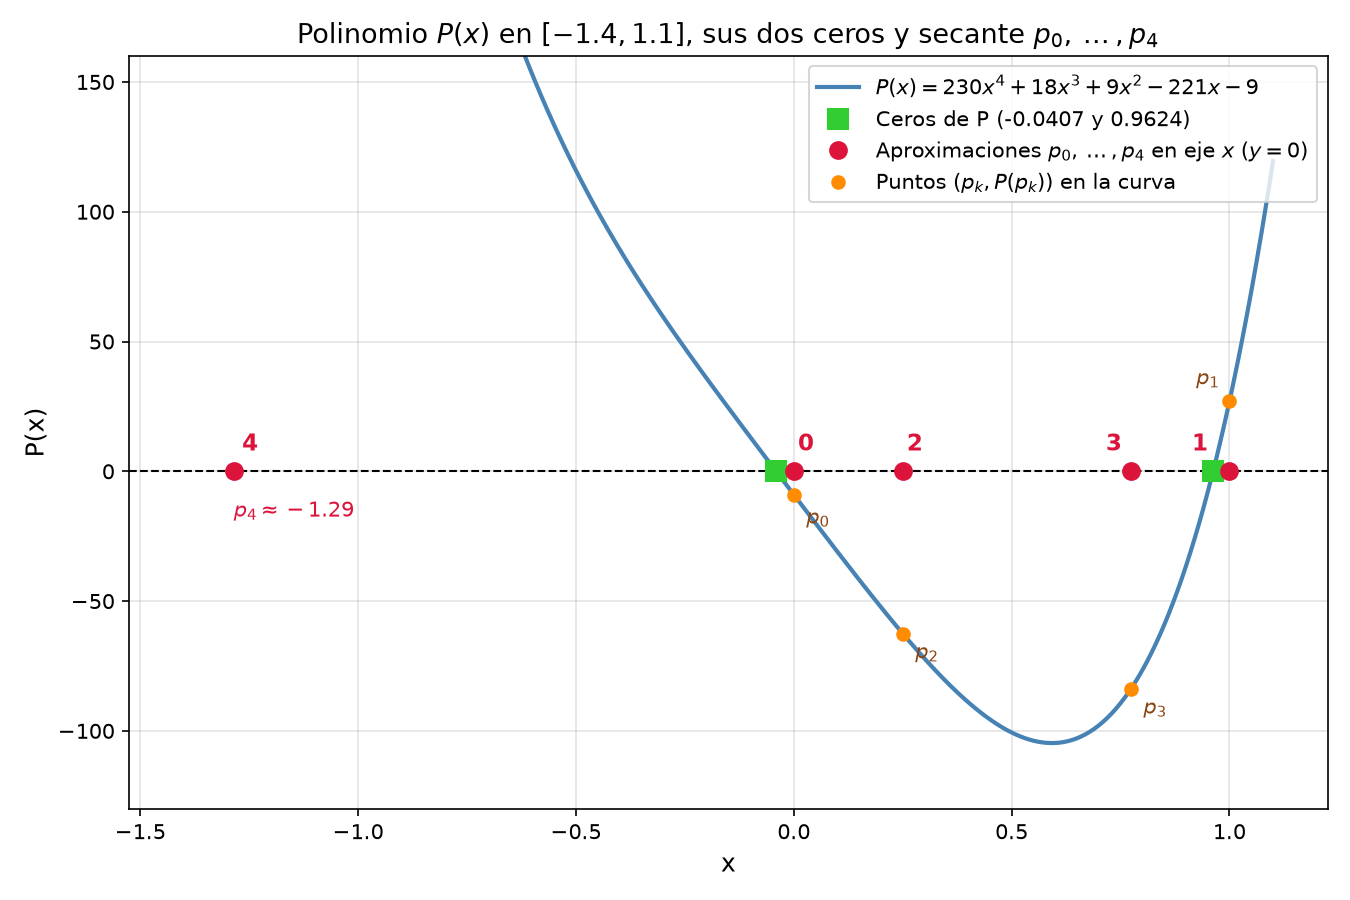 Polinomio P(x) en [−1.4, 1.1], sus dos ceros y secante p₀, …, p₄
P(x) = 230x⁴ + 18x³ + 9x² − 221x − 9
Ceros de P (-0.0407 y 0.9624)
Aproximaciones p₀, …, p₄ en eje x (y = 0)
Puntos (pₖ, P(pₖ)) en la curva
150
100
50
0
−50
−100
P(x)
p₁
4
0
2
3
1
p₄ ≈ −1.29
p₀
p₂
p₃
−1.5
−1.0
−0.5
0.0
0.5
1.0
x